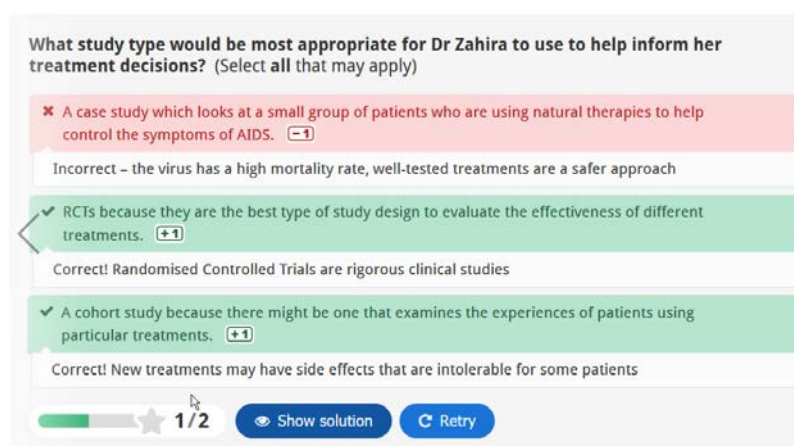 What study type would be most appropriate for Dr Zahira to use to help inform her
treatment decisions? (Select all that may apply)
A case study which looks at a small group of patients who are using natural therapies to help
control the symptoms of AIDS. -1
Incorrect – the virus has a high mortality rate, well-tested treatments are a safer approach
RCTs because they are the best type of study design to evaluate the effectiveness of different
treatments. +1
Correct! Randomised Controlled Trials are rigorous clinical studies
A cohort study because there might be one that examines the experiences of patients using
particular treatments. +1
Correct! New treatments may have side effects that are intolerable for some patients
1/2 Show solution Retry